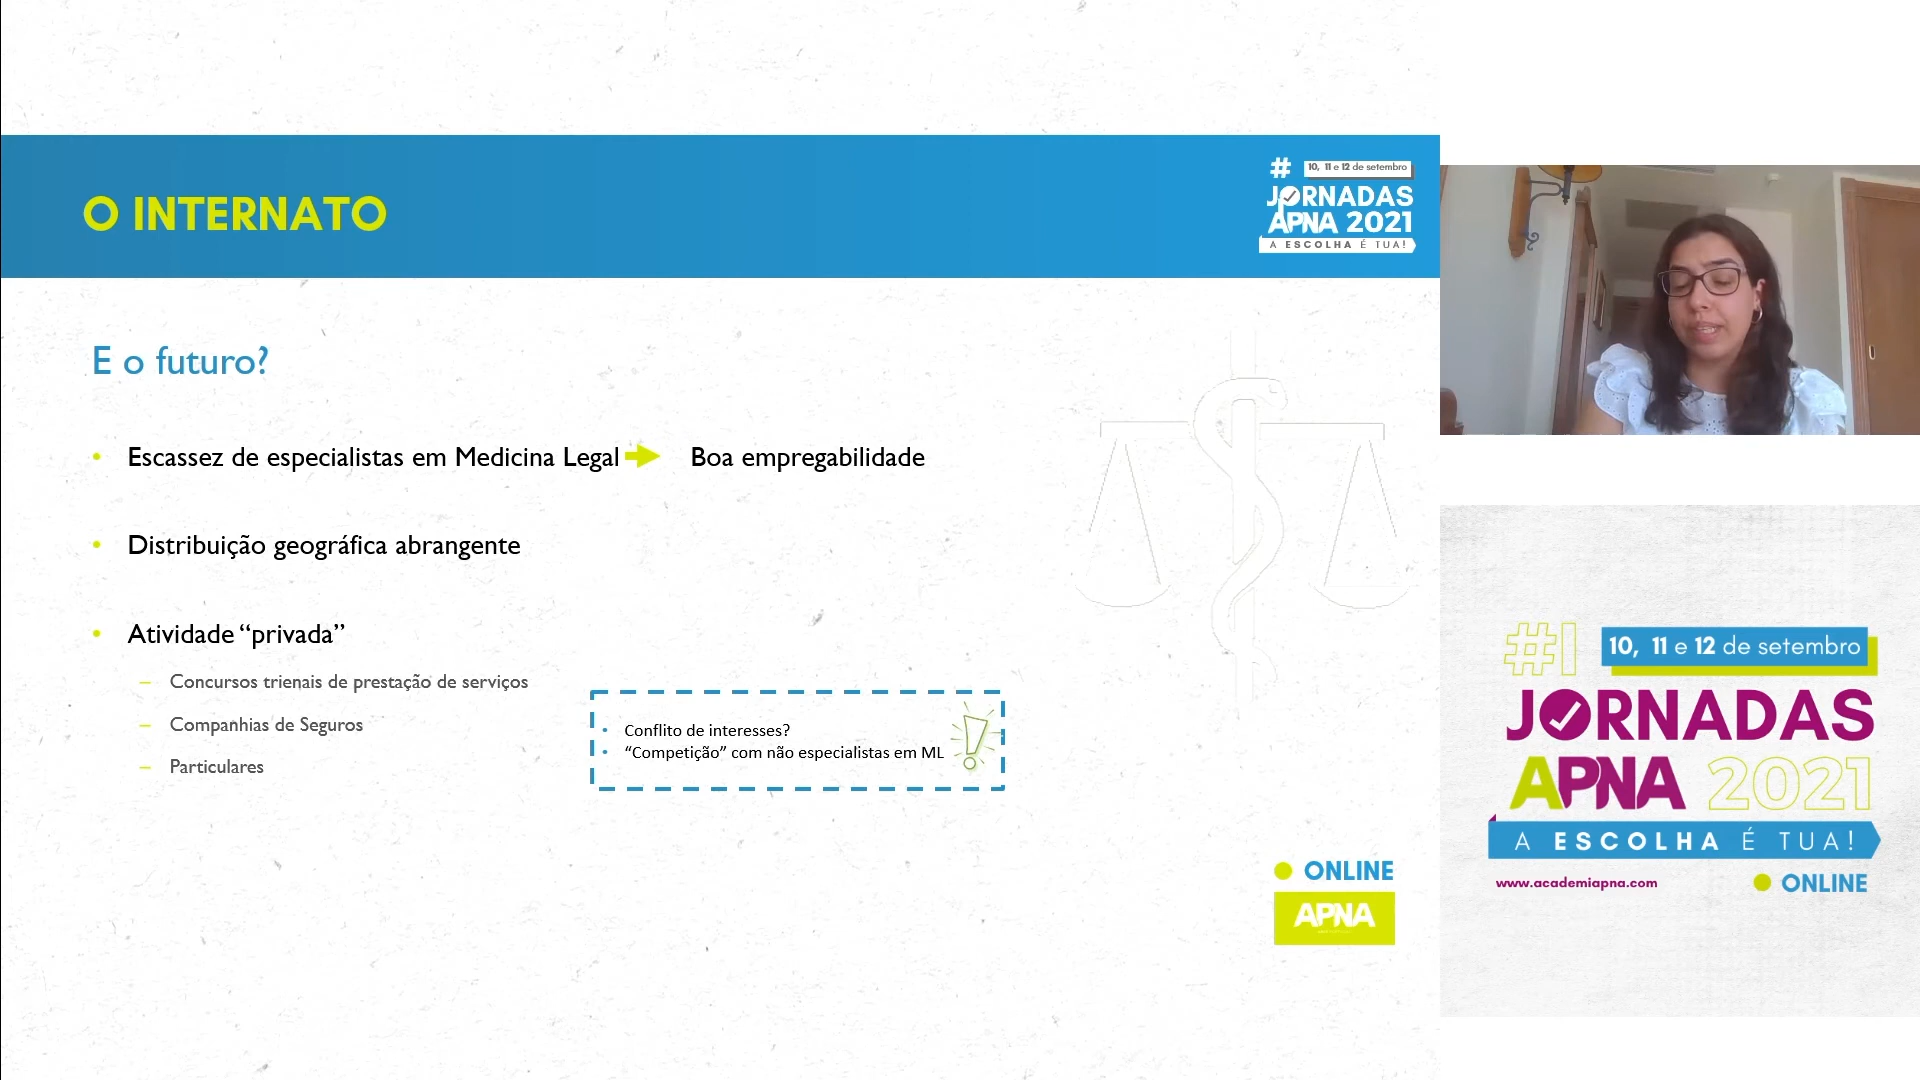 O INTERNATO
#
10, 11 e 12 de setembro
JORNADAS
APNA 2021
A ESCOLHA É TUA!
E o futuro?
• Escassez de especialistas em Medicina Legal Boa empregabilidade
• Distribuição geográfica abrangente
• Atividade “privada”
– Concursos trienais de prestação de serviços
– Companhias de Seguros
– Particulares
• Conflito de interesses?
• “Competição” com não especialistas em ML
ONLINE
APNA
#1
10, 11 e 12 de setembro
JORNADAS
APNA 2021
A ESCOLHA É TUA!
www.academiapna.com
ONLINE